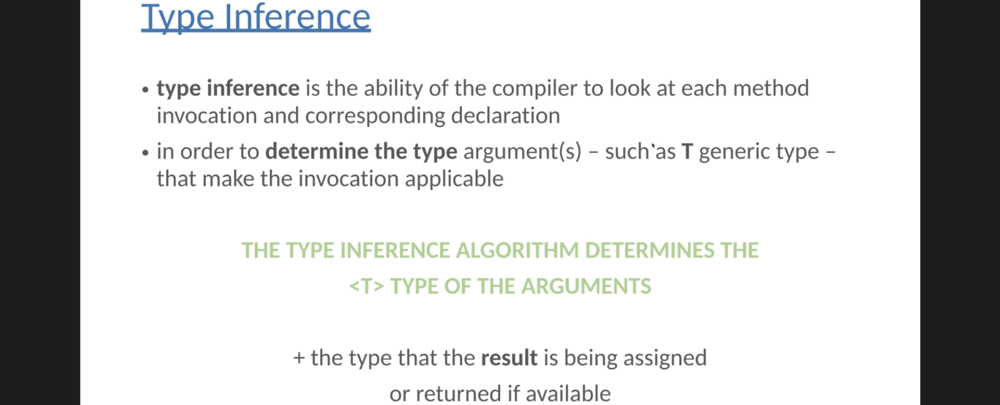 Type Inference
• type inference is the ability of the compiler to look at each method
invocation and corresponding declaration
• in order to determine the type argument(s) – such as T generic type –
that make the invocation applicable
THE TYPE INFERENCE ALGORITHM DETERMINES THE
<T> TYPE OF THE ARGUMENTS
+ the type that the result is being assigned
or returned if available